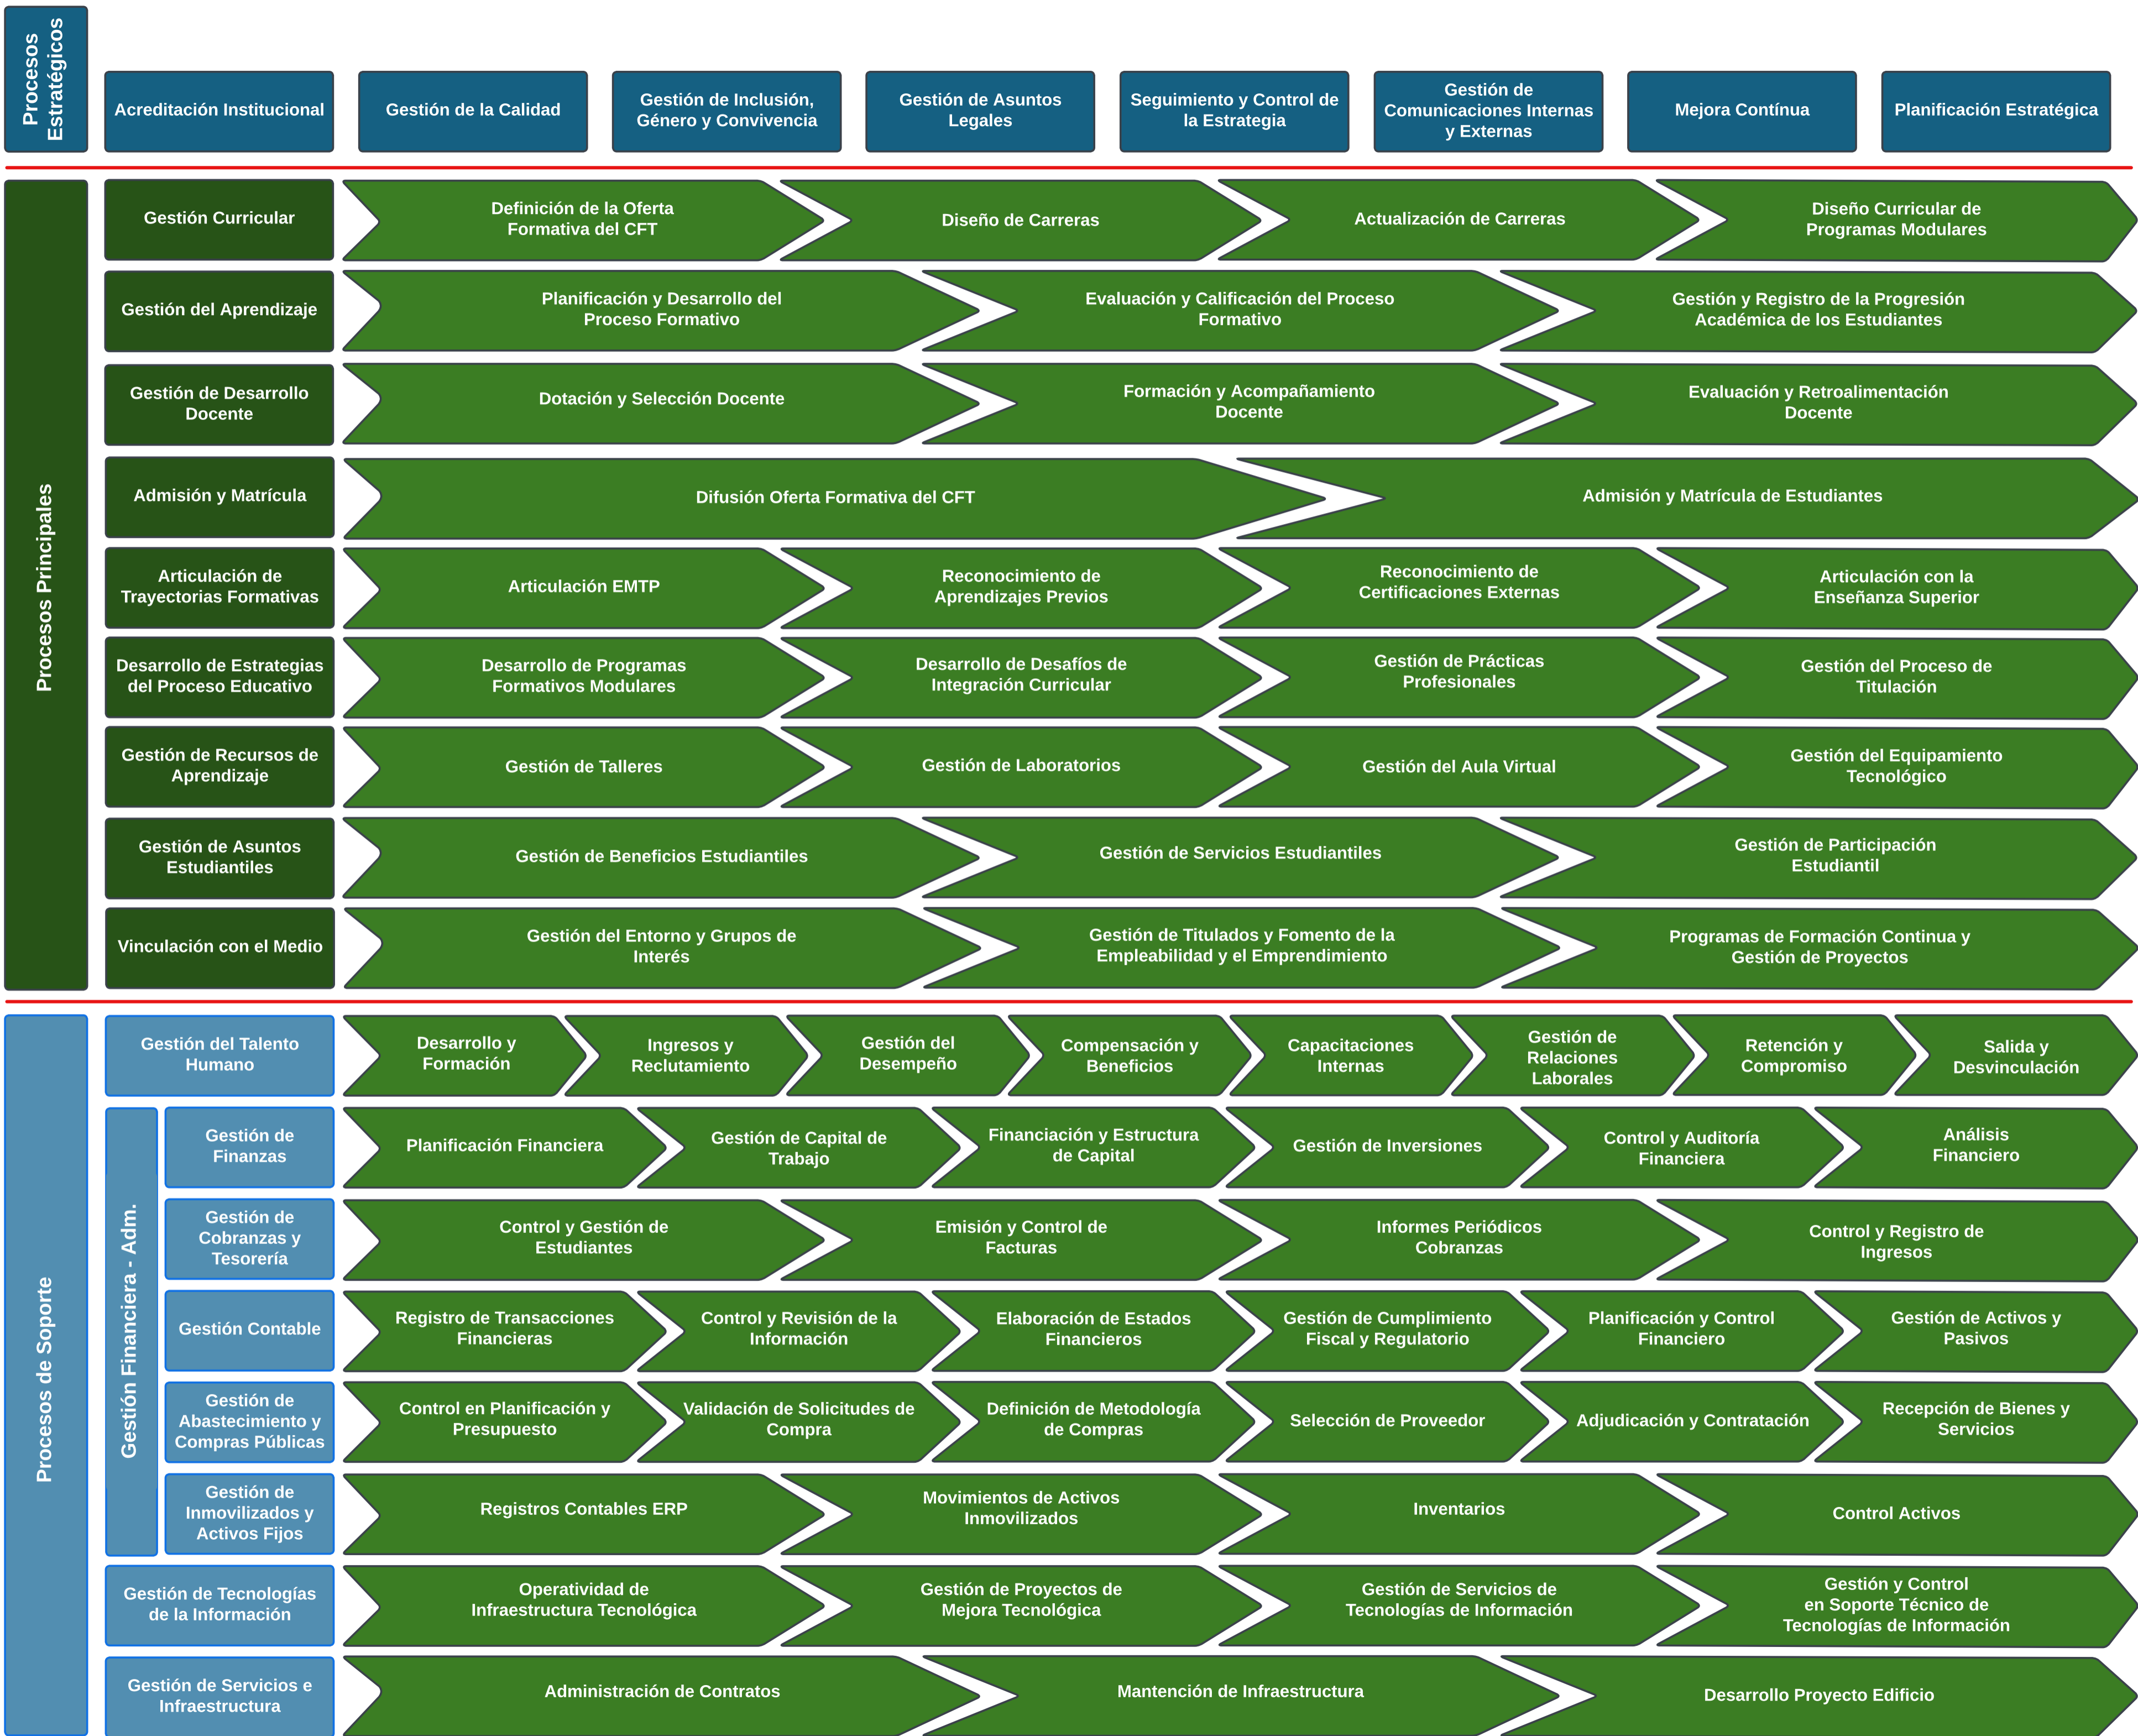 Procesos
Estratégicos
Acreditación Institucional
Gestión de la Calidad
Gestión de Inclusión,
Género y Convivencia
Gestión de Asuntos
Legales
Seguimiento y Control de
la Estrategia
Gestión de
Comunicaciones Internas
y Externas
Mejora Contínua
Planificación Estratégica
Procesos Principales
Gestión Curricular
Definición de la Oferta
Formativa del CFT
Diseño de Carreras
Actualización de Carreras
Diseño Curricular de
Programas Modulares
Gestión del Aprendizaje
Planificación y Desarrollo del
Proceso Formativo
Evaluación y Calificación del Proceso
Formativo
Gestión y Registro de la Progresión
Académica de los Estudiantes
Gestión de Desarrollo
Docente
Dotación y Selección Docente
Formación y Acompañamiento
Docente
Evaluación y Retroalimentación
Docente
Admisión y Matrícula
Difusión Oferta Formativa del CFT
Admisión y Matrícula de Estudiantes
Articulación de
Trayectorias Formativas
Articulación EMTP
Reconocimiento de
Aprendizajes Previos
Reconocimiento de
Certificaciones Externas
Articulación con la
Enseñanza Superior
Desarrollo de Estrategias
del Proceso Educativo
Desarrollo de Programas
Formativos Modulares
Desarrollo de Desafíos de
Integración Curricular
Gestión de Prácticas
Profesionales
Gestión del Proceso de
Titulación
Gestión de Recursos de
Aprendizaje
Gestión de Talleres
Gestión de Laboratorios
Gestión del Aula Virtual
Gestión del Equipamiento
Tecnológico
Gestión de Asuntos
Estudiantiles
Gestión de Beneficios Estudiantiles
Gestión de Servicios Estudiantiles
Gestión de Participación
Estudiantil
Vinculación con el Medio
Gestión del Entorno y Grupos de
Interés
Gestión de Titulados y Fomento de la
Empleabilidad y el Emprendimiento
Programas de Formación Continua y
Gestión de Proyectos
Procesos de Soporte
Gestión del Talento
Humano
Desarrollo y
Formación
Ingresos y
Reclutamiento
Gestión del
Desempeño
Compensación y
Beneficios
Capacitaciones
Internas
Gestión de
Relaciones
Laborales
Retención y
Compromiso
Salida y
Desvinculación
Gestión Financiera - Adm.
Gestión de
Finanzas
Planificación Financiera
Gestión de Capital de
Trabajo
Financiación y Estructura
de Capital
Gestión de Inversiones
Control y Auditoría
Financiera
Análisis
Financiero
Gestión de
Cobranzas y
Tesorería
Control y Gestión de
Estudiantes
Emisión y Control de
Facturas
Informes Periódicos
Cobranzas
Control y Registro de
Ingresos
Gestión Contable
Registro de Transacciones
Financieras
Control y Revisión de la
Información
Elaboración de Estados
Financieros
Gestión de Cumplimiento
Fiscal y Regulatorio
Planificación y Control
Financiero
Gestión de Activos y
Pasivos
Gestión de
Abastecimiento y
Compras Públicas
Control en Planificación y
Presupuesto
Validación de Solicitudes de
Compra
Definición de Metodología
de Compras
Selección de Proveedor
Adjudicación y Contratación
Recepción de Bienes y
Servicios
Gestión de
Inmovilizados y
Activos Fijos
Registros Contables ERP
Movimientos de Activos
Inmovilizados
Inventarios
Control Activos
Gestión de Tecnologías
de la Información
Operatividad de
Infraestructura Tecnológica
Gestión de Proyectos de
Mejora Tecnológica
Gestión de Servicios de
Tecnologías de Información
Gestión y Control
en Soporte Técnico de
Tecnologías de Información
Gestión de Servicios e
Infraestructura
Administración de Contratos
Mantención de Infraestructura
Desarrollo Proyecto Edificio